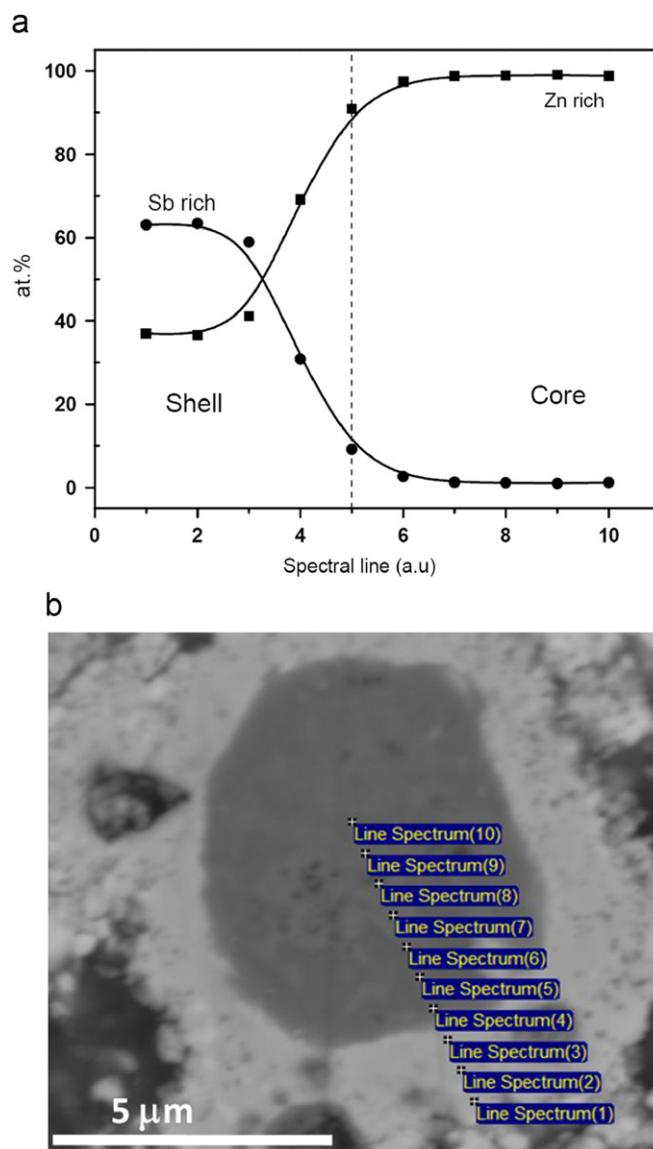 a
100
80
60
40
20
0
at.%
Zn rich
Sb rich
Shell
Core
0 2 4 6 8 10
Spectral line (a.u)
b
Line Spectrum(10)
Line Spectrum(9)
Line Spectrum(8)
Line Spectrum(7)
Line Spectrum(6)
Line Spectrum(5)
Line Spectrum(4)
Line Spectrum(3)
Line Spectrum(2)
Line Spectrum(1)
5 μm